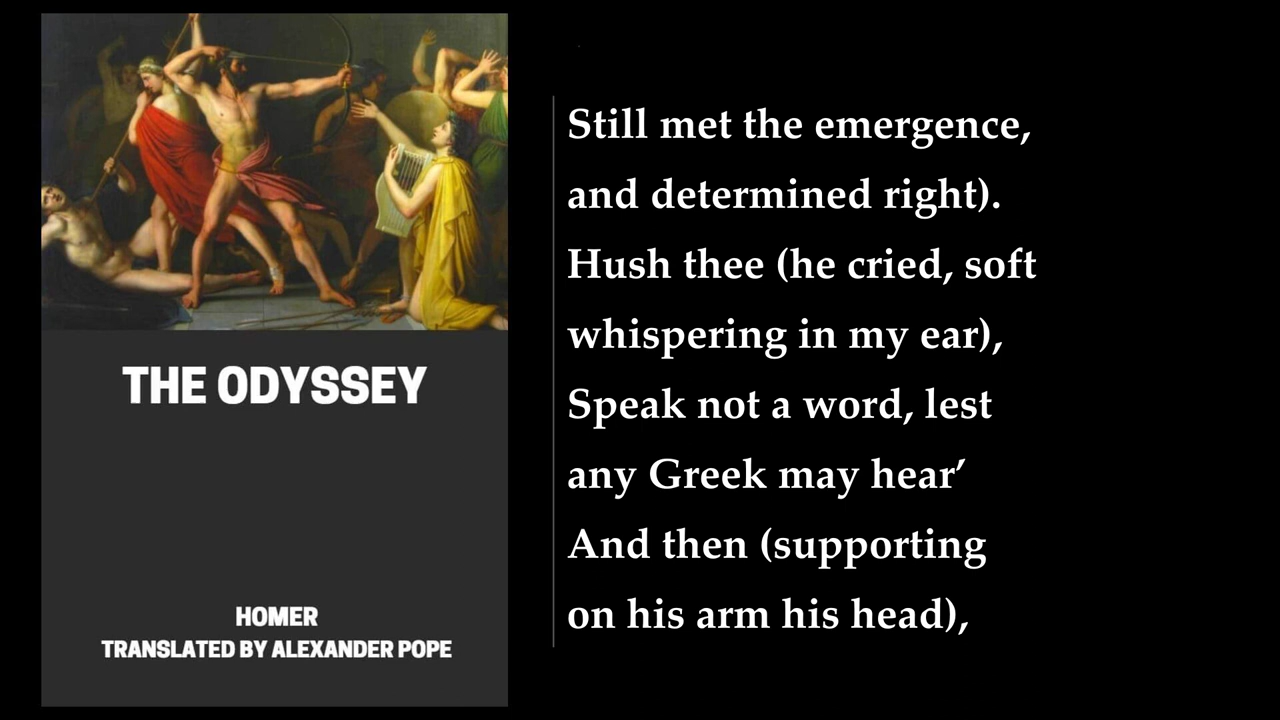 THE ODYSSEY
HOMER
TRANSLATED BY ALEXANDER POPE
Still met the emergence,
and determined right).
Hush thee (he cried, soft
whispering in my ear),
Speak not a word, lest
any Greek may hear’
And then (supporting
on his arm his head),